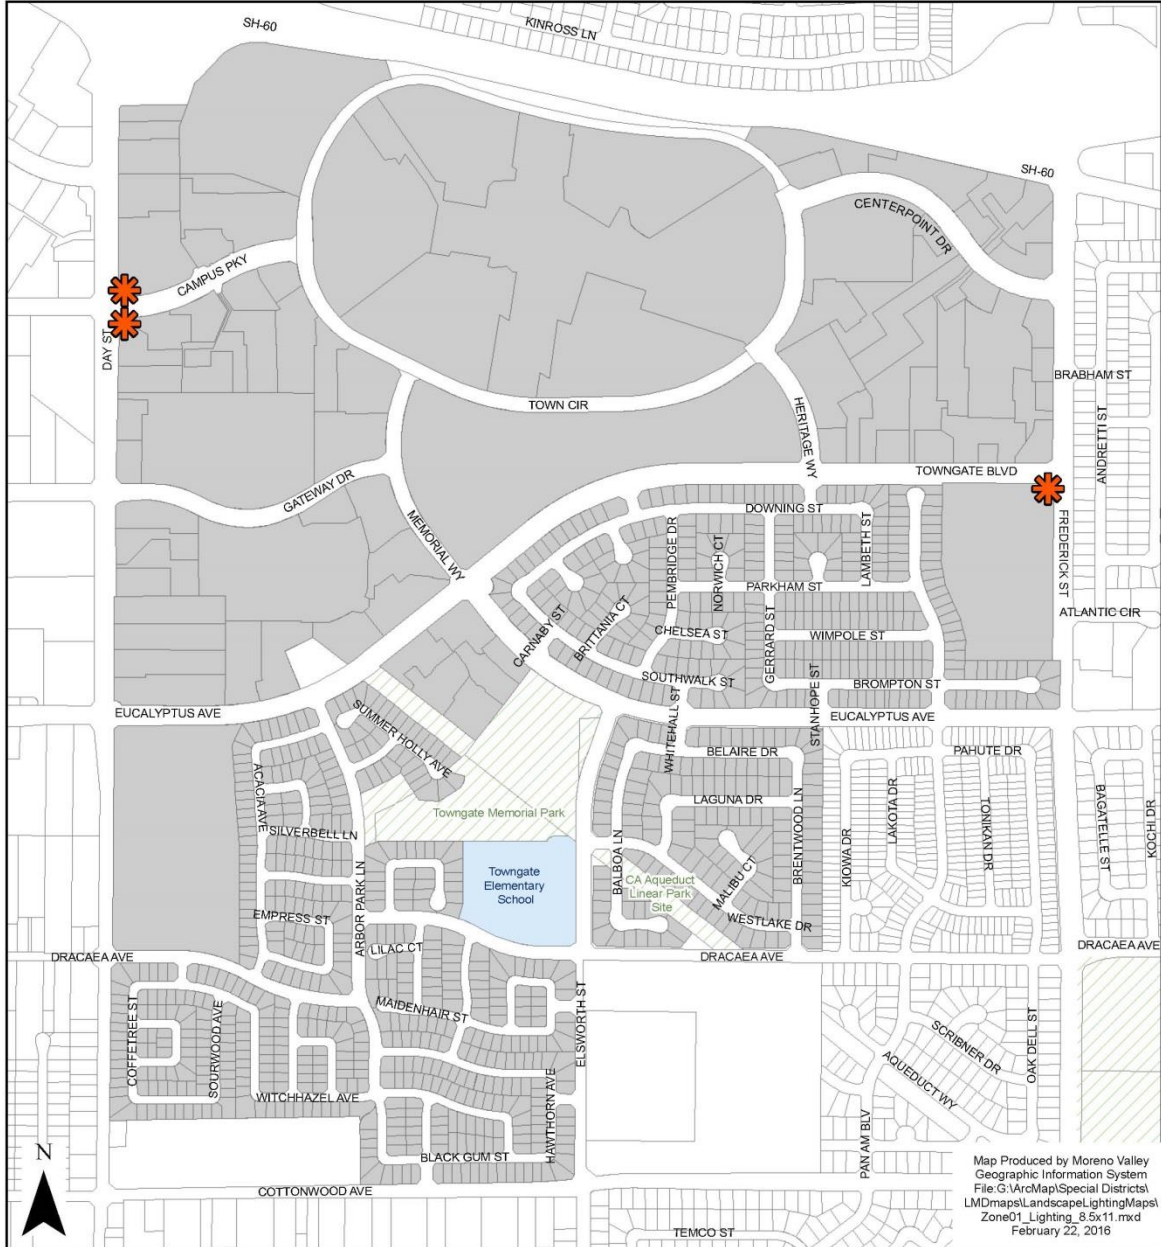 SH-60
KINROSS LN
SH-60
CENTERPOINT DR
CAMPUS PKY
DAY ST
BRABHAM ST
TOWN CIR
HERITAGE WY
ANDRETTI ST
TOWNGATE BLVD
GATEWAY DR
MEMORIAL WY
DOWNING ST
PEMBRIDGE DR
NORWICH CT
LAMBETH ST
FREDERICK ST
PARKHAM ST
ATLANTIC CIR
CARNABY ST
BRITTANIA CT
CHELSEA ST
GERRARD ST
WIMPOLE ST
SOUTHWALK ST
BROMPTON ST
STANHOPE ST
EUCALYPTUS AVE
EUCALYPTUS AVE
SUMMER HOLLY AVE
WHITEHALL ST
BELAIRE DR
PAHUTE DR
ACACIA AVE
LAGUNA DR
LAKOTA DR
TONIKAN DR
BAGATELLE ST
KOCHI DR
Towngate Memorial Park
SILVERBELL LN
BALBOA LN
BRENTWOOD LN
KIOWA DR
Towngate
Elementary
School
CA Aqueduct
Linear Park
Site
MALIBU CT
ARBOR PARK LN
EMPRESS ST
WESTLAKE DR
LILAC CT
DRACAEA AVE
DRACAEA AVE
DRACAEA AVE
COFFETREE ST
SOURWOOD AVE
MAIDENHAIR ST
ELSWORTH ST
SCRIBNER DR
OAK DELL ST
AQUEDUCT WY
WITCHHAZEL AVE
HAWTHORN AVE
PAN AM BLV
BLACK GUM ST
N
COTTONWOOD AVE
TEMCO ST
Map Produced by Moreno Valley
Geographic Information System
File:G:\ArcMap\Special Districts\
LMDmaps\LandscapeLightingMaps\
Zone01_Lighting_8.5x11.mxd
February 22, 2016